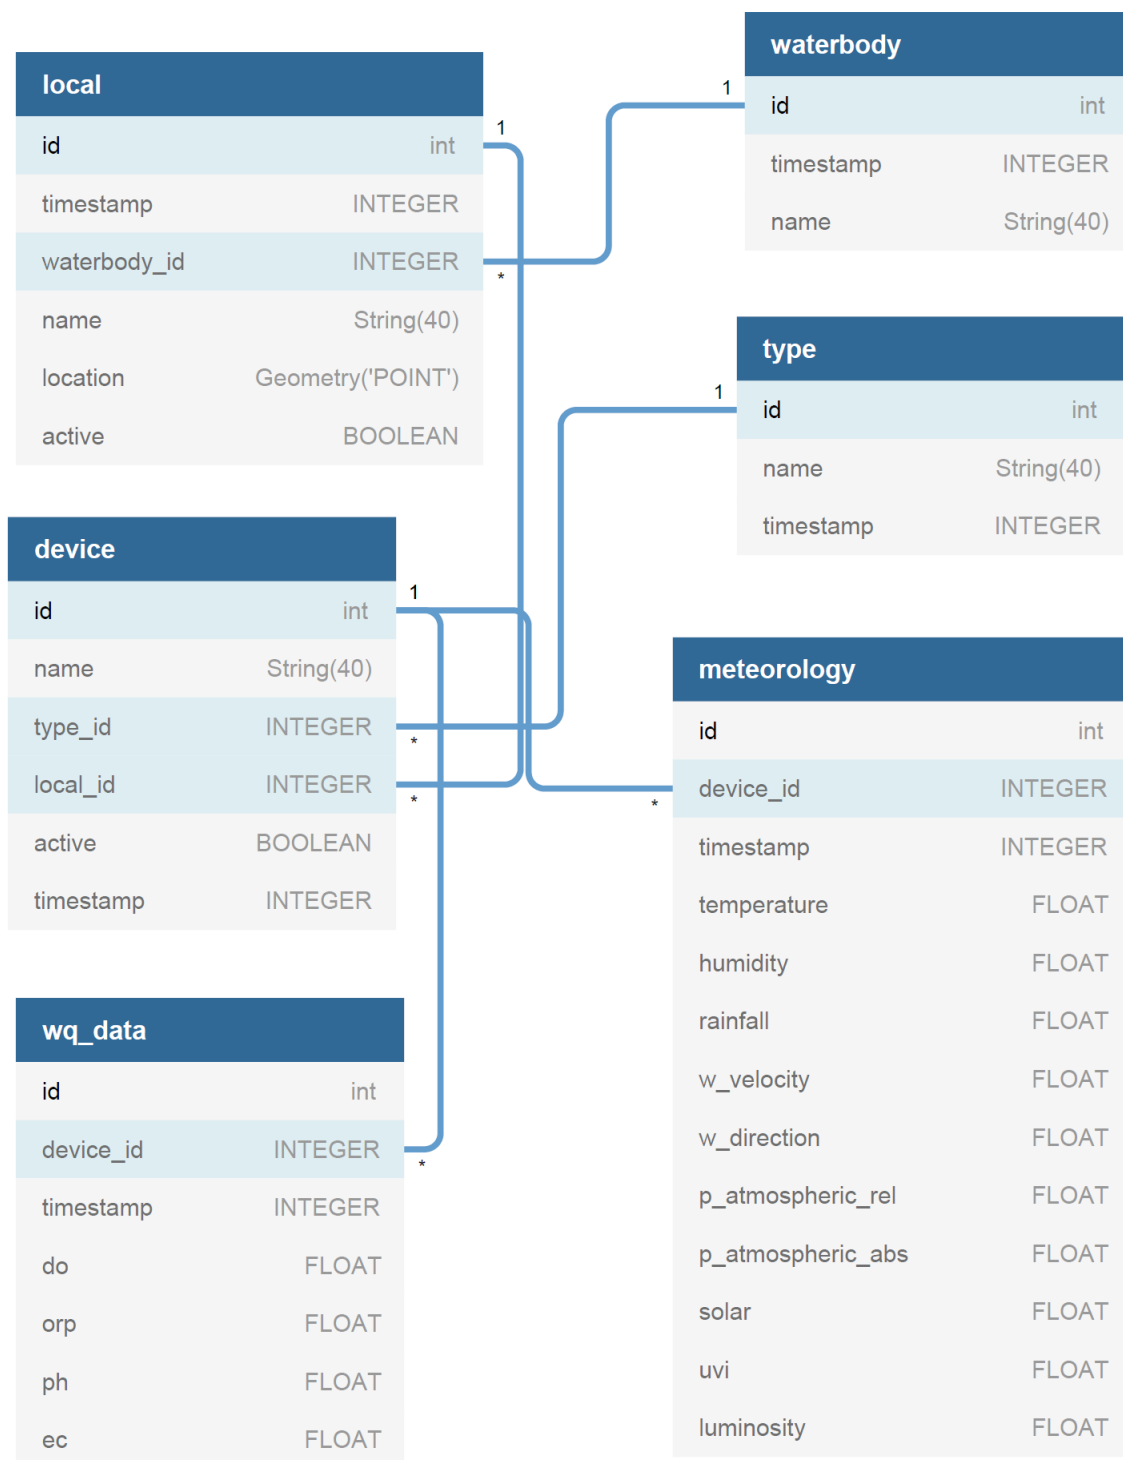 local
id int
timestamp INTEGER
waterbody_id INTEGER
name String(40)
location Geometry('POINT')
active BOOLEAN
1
*
waterbody
id int
timestamp INTEGER
name String(40)
1
type
id int
name String(40)
timestamp INTEGER
1
device
id int
name String(40)
type_id INTEGER
local_id INTEGER
active BOOLEAN
timestamp INTEGER
1
*
*
meteorology
id int
device_id INTEGER
timestamp INTEGER
temperature FLOAT
humidity FLOAT
rainfall FLOAT
w_velocity FLOAT
w_direction FLOAT
p_atmospheric_rel FLOAT
p_atmospheric_abs FLOAT
solar FLOAT
uvi FLOAT
luminosity FLOAT
*
wq_data
id int
device_id INTEGER
timestamp INTEGER
do FLOAT
orp FLOAT
ph FLOAT
ec FLOAT
*